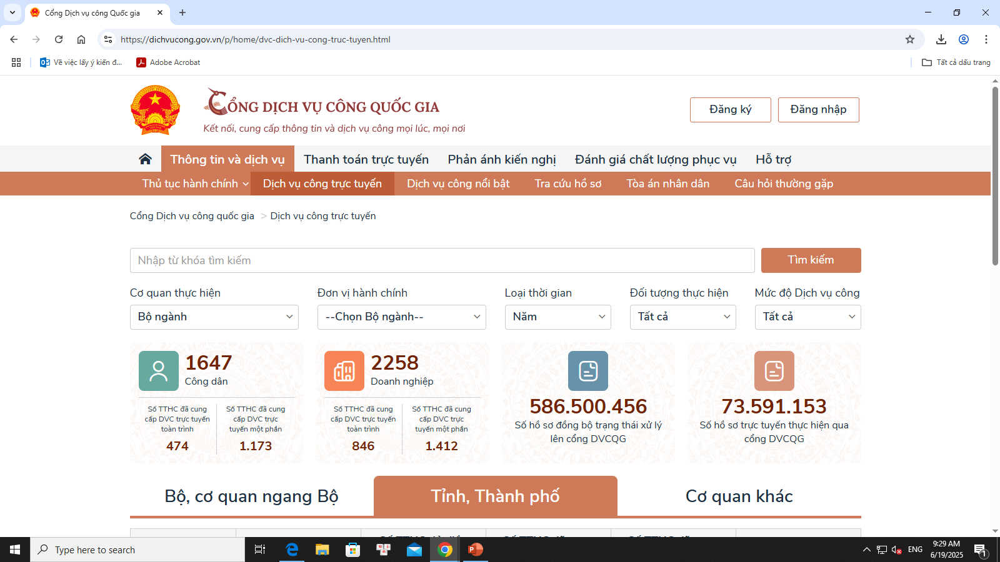 Cổng Dịch vụ công Quốc gia
https://dichvucong.gov.vn/p/home/dvc-dich-vu-cong-truc-tuyen.html
Về việc lấy ý kiến đ...
Adobe Acrobat
Tất cả dấu trang
CỔNG DỊCH VỤ CÔNG QUỐC GIA
Kết nối, cung cấp thông tin và dịch vụ công mọi lúc, mọi nơi
Đăng ký
Đăng nhập
Thông tin và dịch vụ
Thanh toán trực tuyến
Phản ánh kiến nghị
Đánh giá chất lượng phục vụ
Hỗ trợ
Thủ tục hành chính
Dịch vụ công trực tuyến
Dịch vụ công nổi bật
Tra cứu hồ sơ
Tòa án nhân dân
Câu hỏi thường gặp
Cổng Dịch vụ công quốc gia > Dịch vụ công trực tuyến
Nhập từ khóa tìm kiếm
Tìm kiếm
Cơ quan thực hiện
Đơn vị hành chính
Loại thời gian
Đối tượng thực hiện
Mức độ Dịch vụ công
Bộ ngành
--Chọn Bộ ngành--
Năm
Tất cả
Tất cả
1647
Công dân
Số TTHC đã cung
cấp DVC trực tuyến
toàn trình
474
Số TTHC đã cung
cấp DVC trực
tuyến một phần
1.173
2258
Doanh nghiệp
Số TTHC đã cung
cấp DVC trực tuyến
toàn trình
846
Số TTHC đã cung
cấp DVC trực
tuyến một phần
1.412
586.500.456
Số hồ sơ đồng bộ trạng thái xử lý
lên cổng DVCQG
73.591.153
Số hồ sơ trực tuyến thực hiện qua
cổng DVCQG
Bộ, cơ quan ngang Bộ
Tỉnh, Thành phố
Cơ quan khác
Type here to search
ENG
9:29 AM
6/19/2025
1